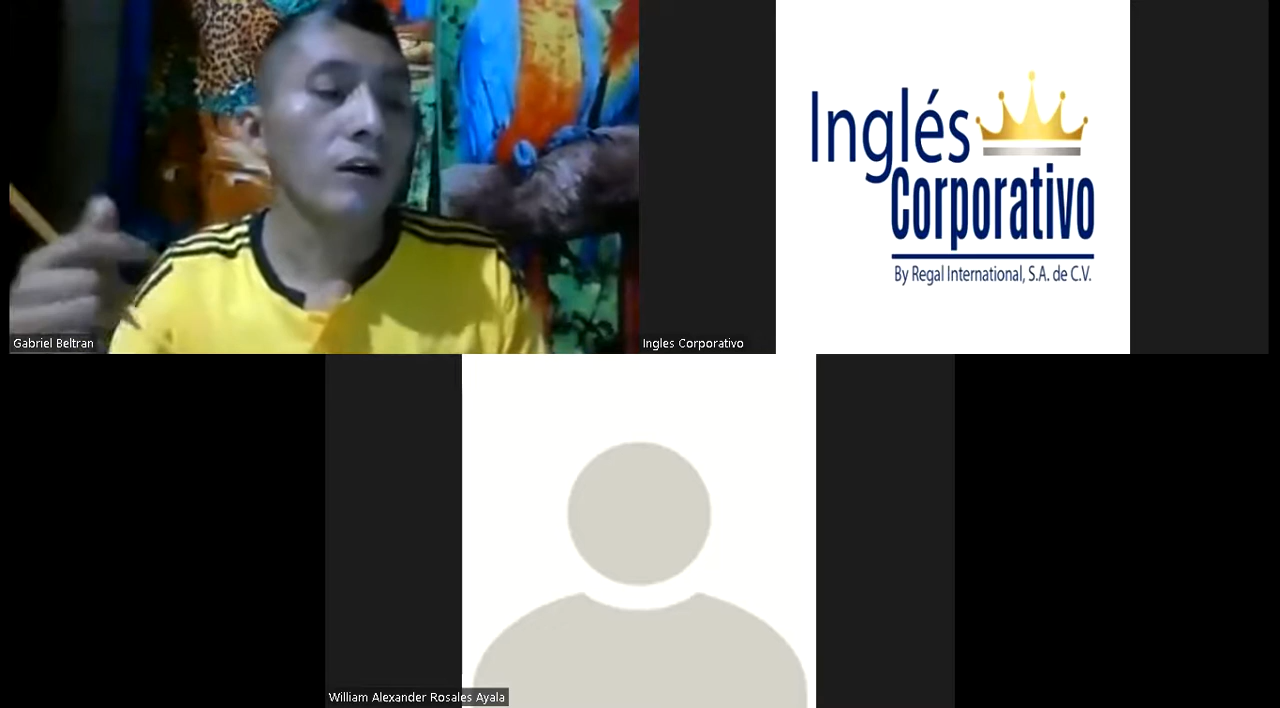 Inglés
Corporativo
By Regal International, S.A. de C.V.
Gabriel Beltran
Ingles Corporativo
William Alexander Rosales Ayala